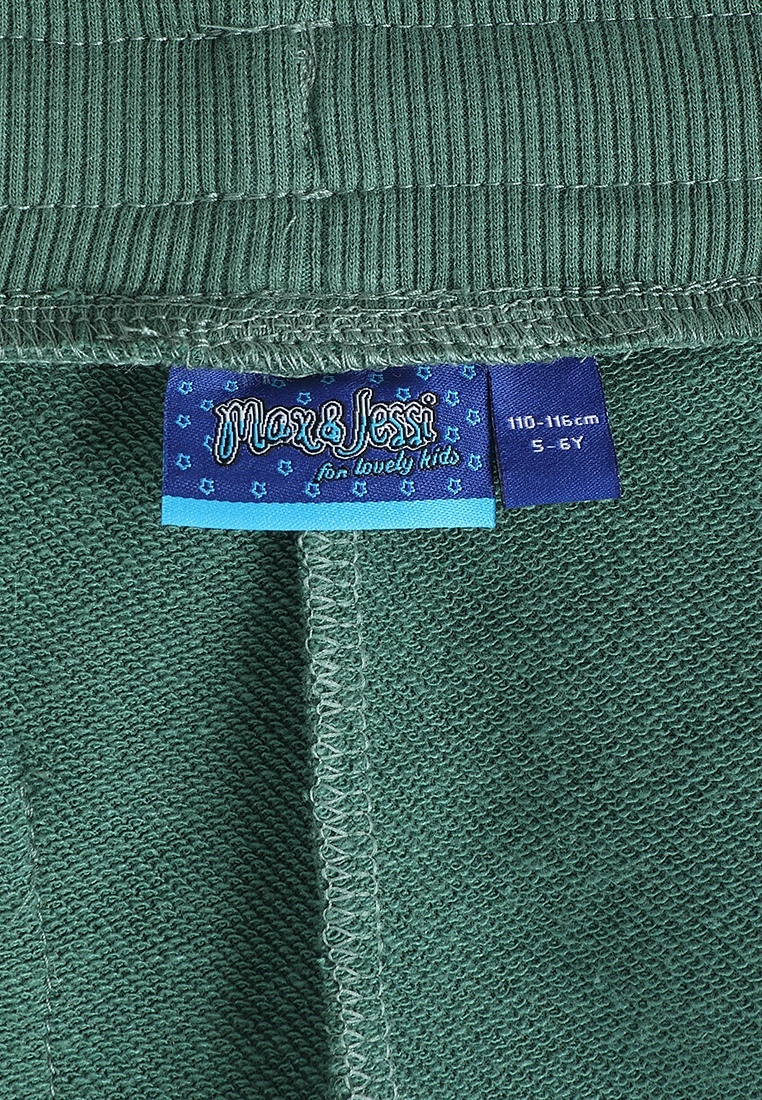 Max & Jessi
for lovely kids
110-116cm
5-6Y